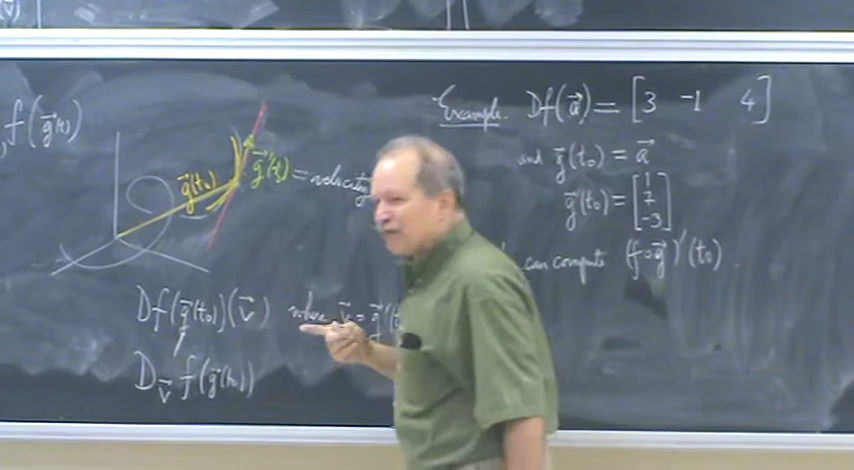 , f(g⃗(t))
g⃗(t₀)
g⃗'(t₀) = velocity
Df(g⃗(t₀))(v⃗) where v⃗ = g⃗'(t
D_v⃗ f(g⃗(t₀))
Example. Df(a⃗) = [3 -1 4]
and g⃗(t₀) = a⃗
g⃗'(t₀) = [1 7 -3]
can compute (f∘g⃗)'(t₀)